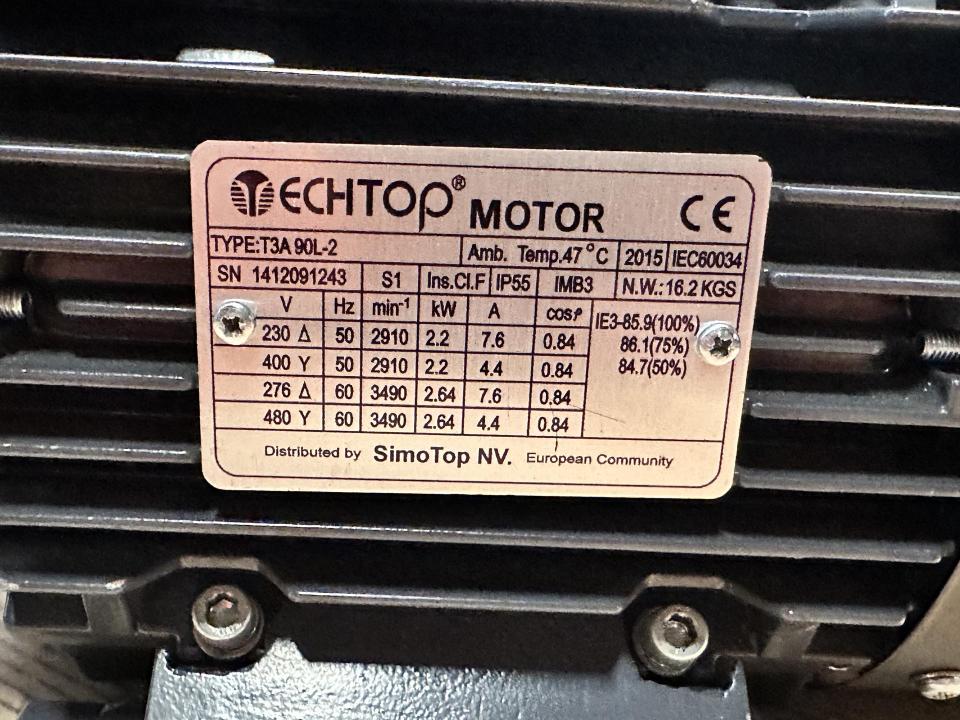 TECHTOP® MOTOR CE
TYPE:T3A 90L-2 Amb. Temp.47°C 2015 IEC60034
SN 1412091243 S1 Ins.Cl.F IP55 IMB3 N.W.:16.2 KGS
V Hz min⁻¹ kW A cosφ IE3-85.9(100%)
230 Δ 50 2910 2.2 7.6 0.84 86.1(75%)
400 Y 50 2910 2.2 4.4 0.84 84.7(50%)
276 Δ 60 3490 2.64 7.6 0.84
480 Y 60 3490 2.64 4.4 0.84
Distributed by SimoTop NV. European Community